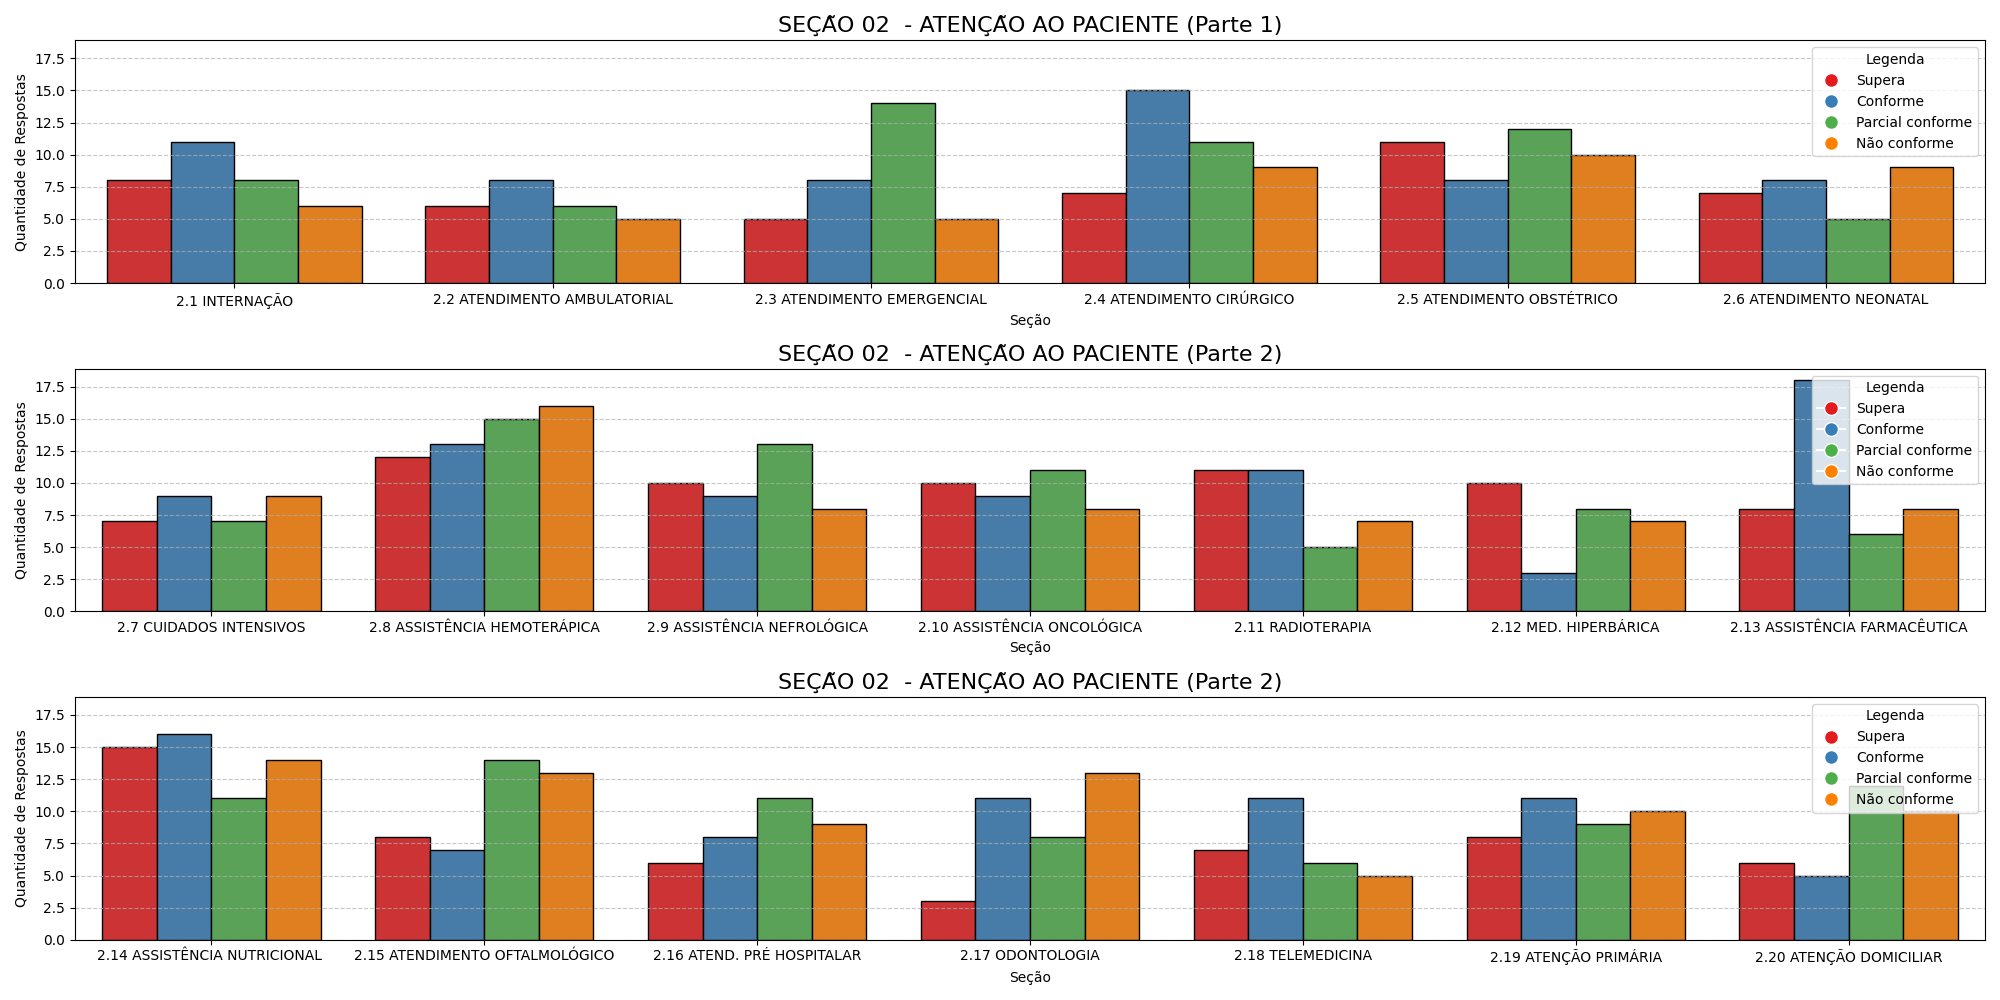 SEÇÃO 02  - ATENÇÃO AO PACIENTE (Parte 1)
Quantidade de Respostas
17.5
15.0
12.5
10.0
7.5
5.0
2.5
0.0
Legenda
Supera
Conforme
Parcial conforme
Não conforme
2.1 INTERNAÇÃO
2.2 ATENDIMENTO AMBULATORIAL
2.3 ATENDIMENTO EMERGENCIAL
2.4 ATENDIMENTO CIRÚRGICO
2.5 ATENDIMENTO OBSTÉTRICO
2.6 ATENDIMENTO NEONATAL
Seção
SEÇÃO 02  - ATENÇÃO AO PACIENTE (Parte 2)
Quantidade de Respostas
17.5
15.0
12.5
10.0
7.5
5.0
2.5
0.0
Legenda
Supera
Conforme
Parcial conforme
Não conforme
2.7 CUIDADOS INTENSIVOS
2.8 ASSISTÊNCIA HEMOTERÁPICA
2.9 ASSISTÊNCIA NEFROLÓGICA
2.10 ASSISTÊNCIA ONCOLÓGICA
2.11 RADIOTERAPIA
2.12 MED. HIPERBÁRICA
2.13 ASSISTÊNCIA FARMACÊUTICA
Seção
SEÇÃO 02  - ATENÇÃO AO PACIENTE (Parte 2)
Quantidade de Respostas
17.5
15.0
12.5
10.0
7.5
5.0
2.5
0.0
Legenda
Supera
Conforme
Parcial conforme
Não conforme
2.14 ASSISTÊNCIA NUTRICIONAL
2.15 ATENDIMENTO OFTALMOLÓGICO
2.16 ATEND. PRÉ HOSPITALAR
2.17 ODONTOLOGIA
2.18 TELEMEDICINA
2.19 ATENÇÃO PRIMÁRIA
2.20 ATENÇÃO DOMICILIAR
Seção